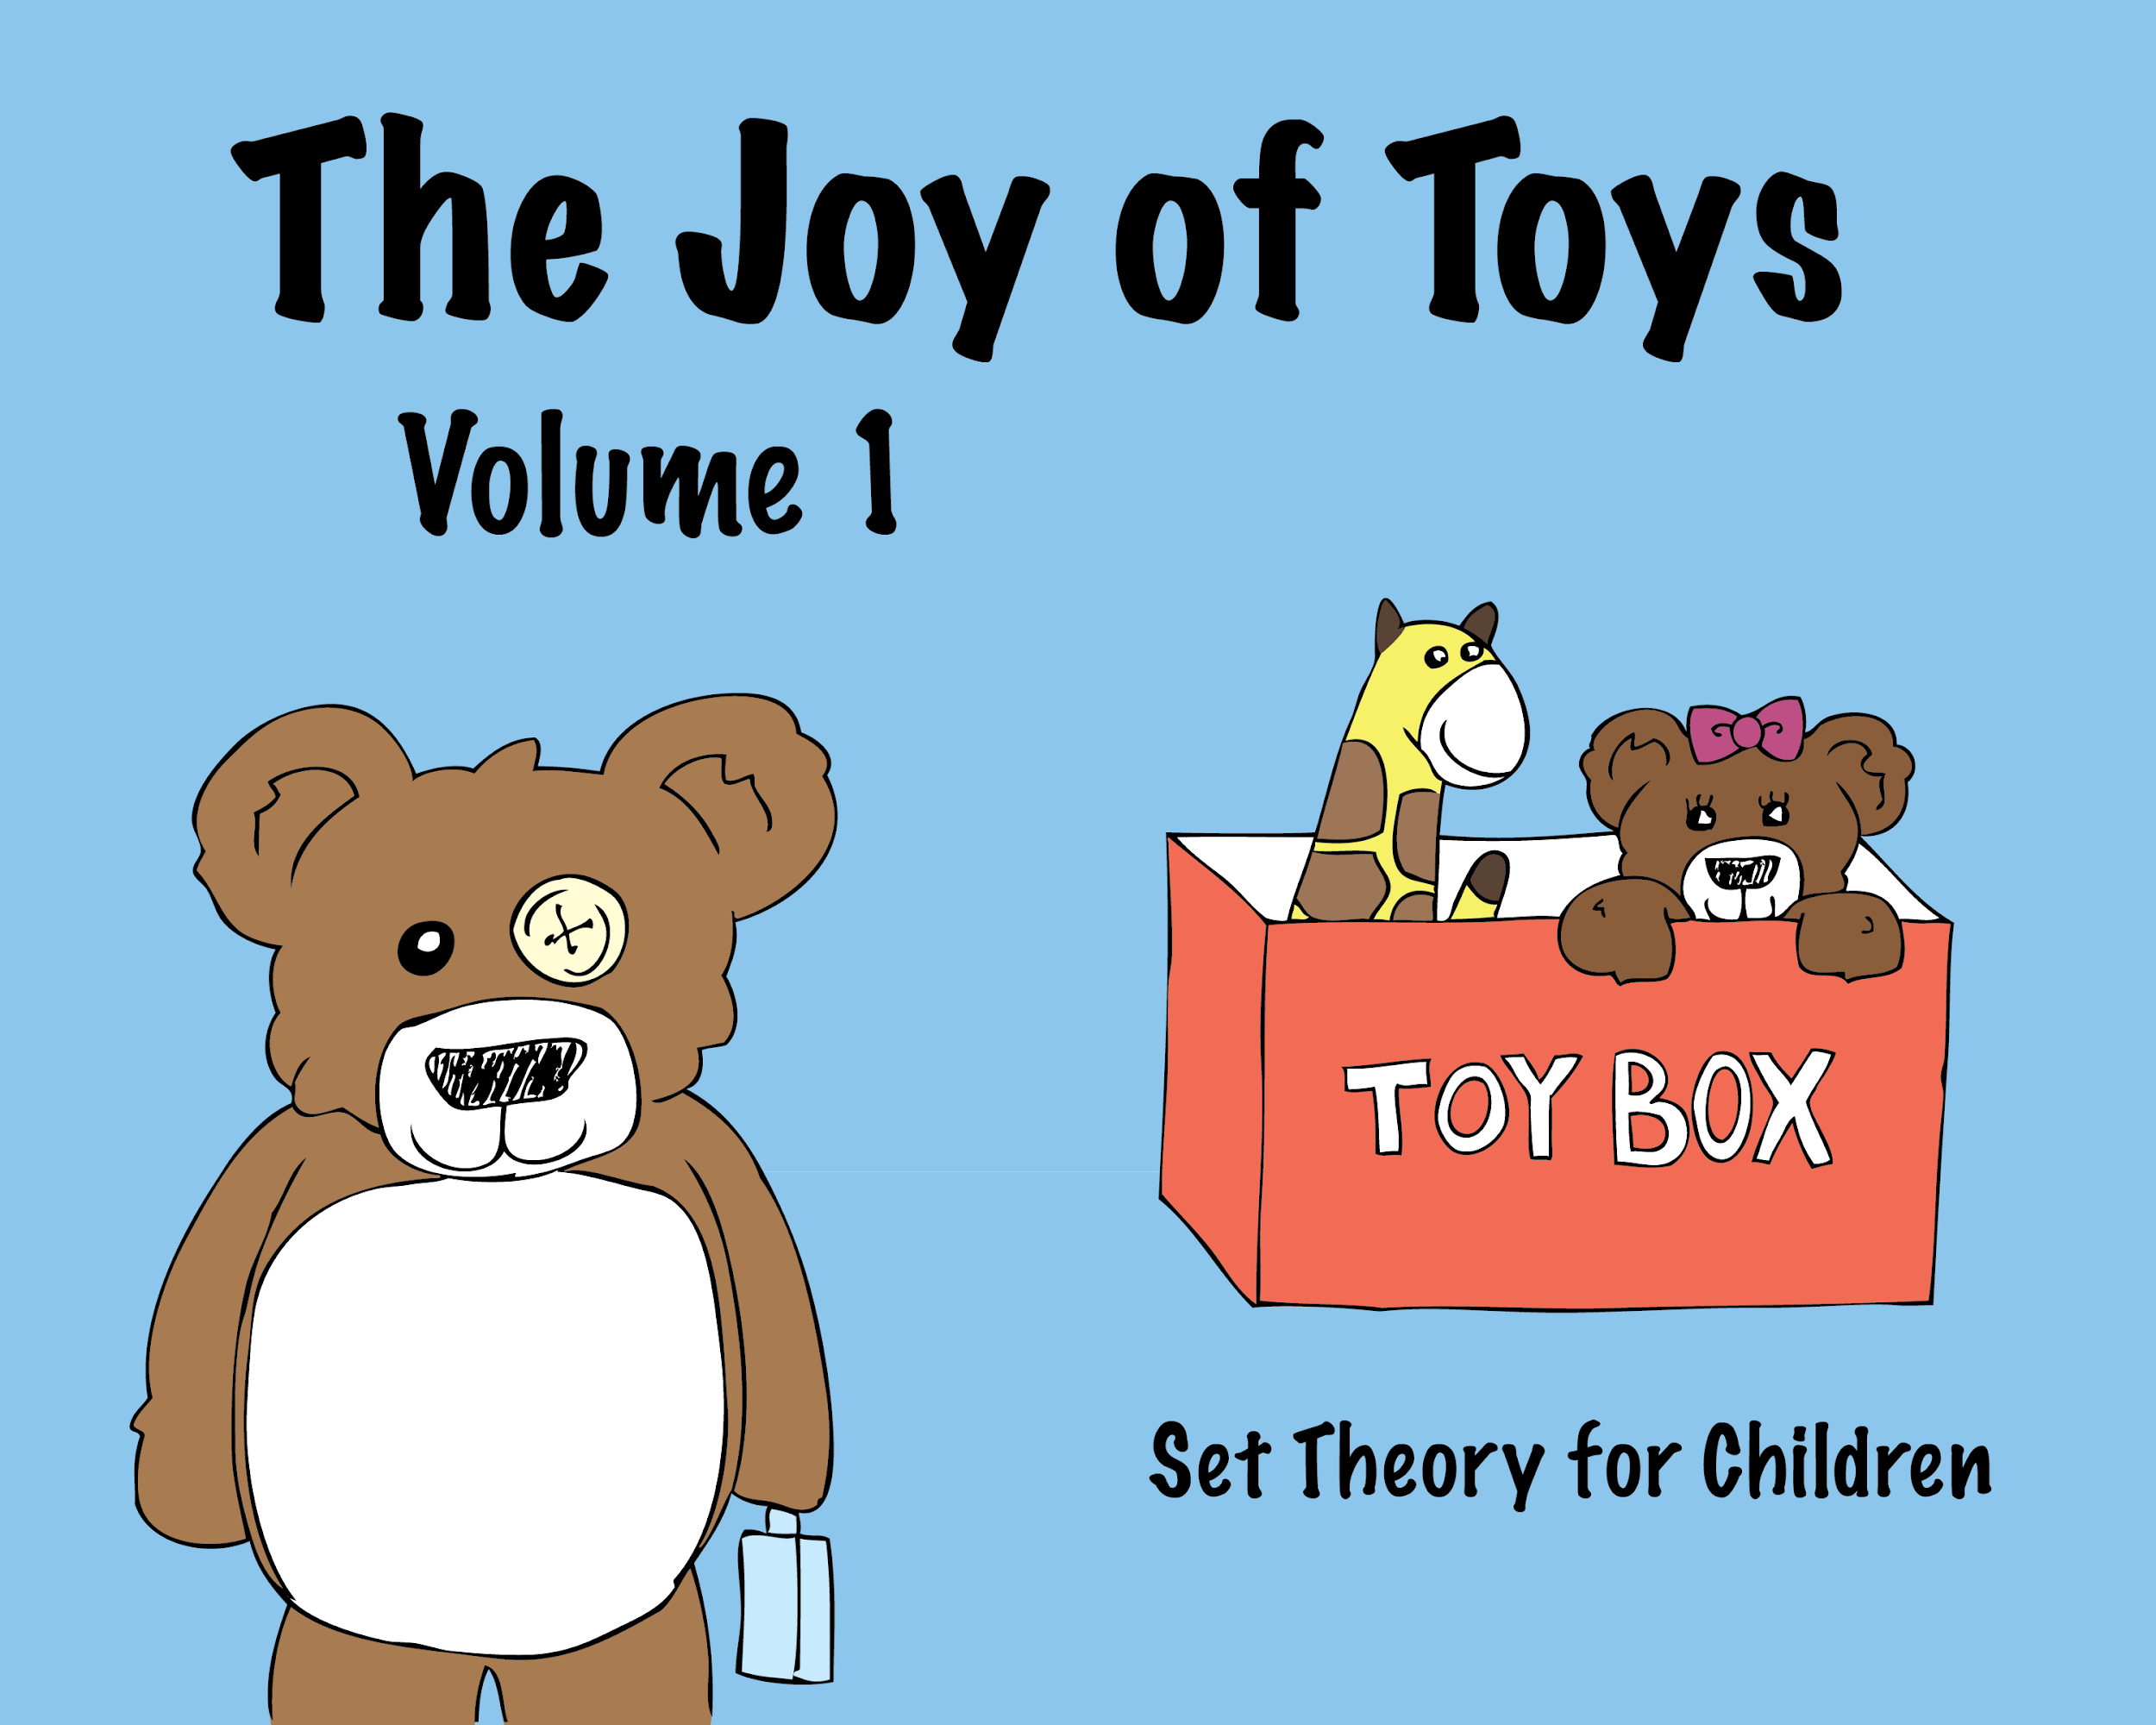 The Joy of Toys
Volume 1
TOY BOX
Set Theory for Children